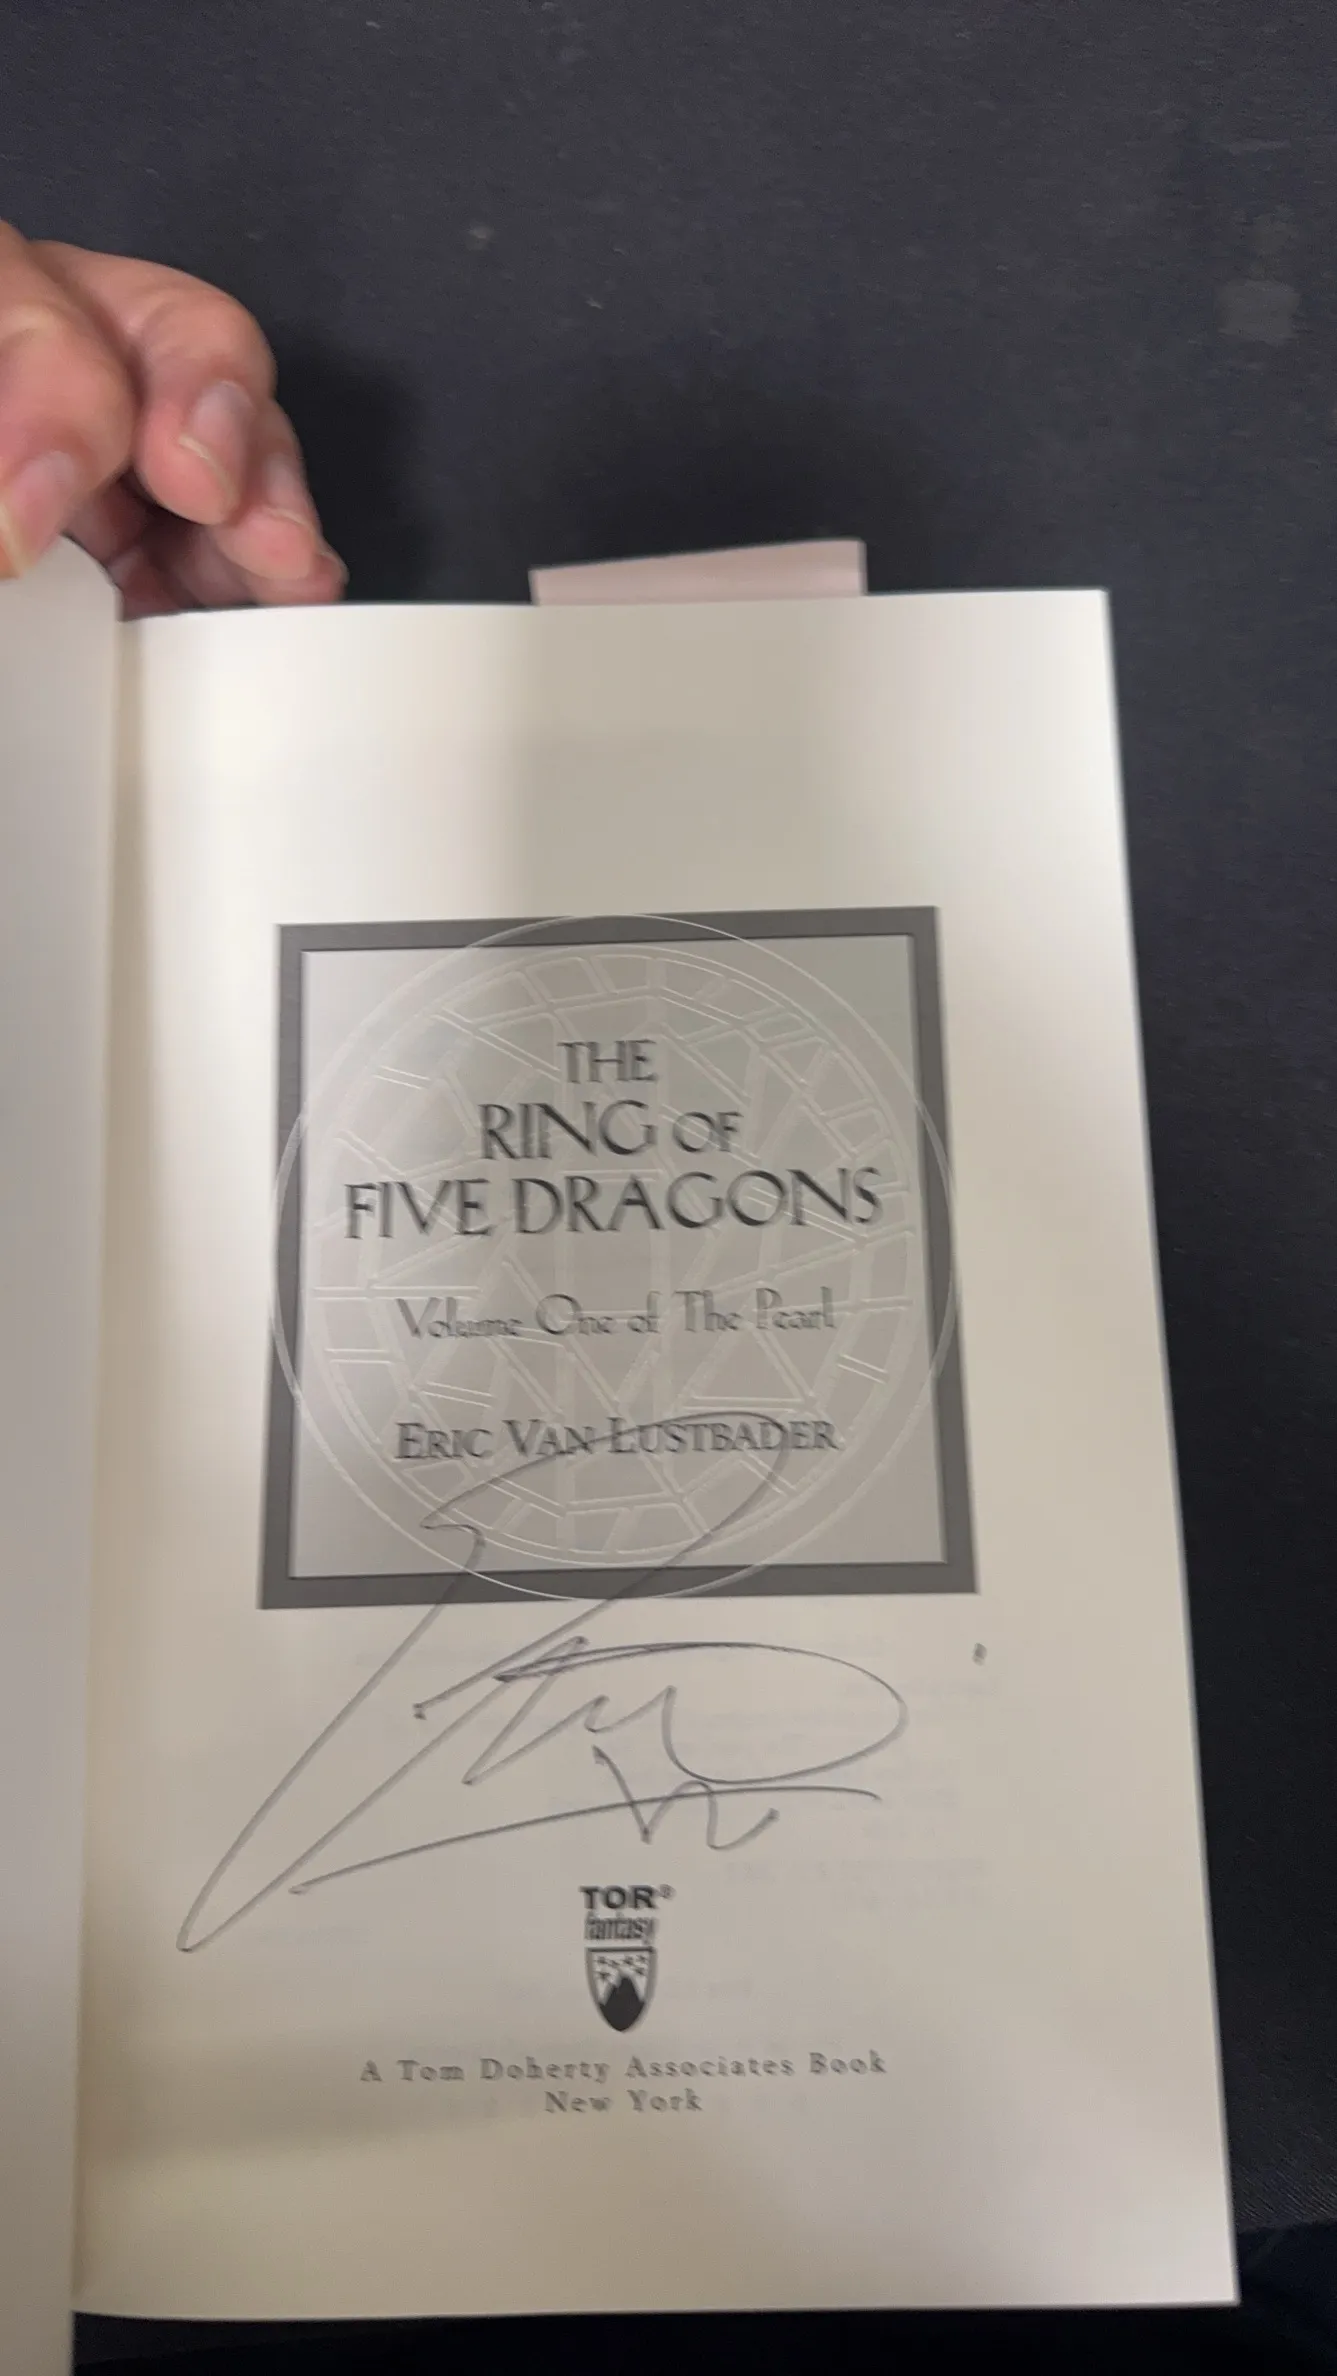 THE
RING OF
FIVE DRAGONS
Volume One of The Pearl
ERIC VAN LUSTBADER
TOR®
fantasy
A Tom Doherty Associates Book
New York